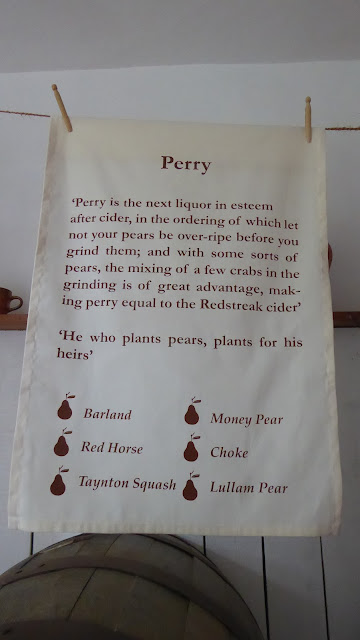 Perry
‘Perry is the next liquor in esteem
after cider, in the ordering of which let
not your pears be over-ripe before you
grind them; and with some sorts of
pears, the mixing of a few crabs in the
grinding is of great advantage, mak-
ing perry equal to the Redstreak cider’
‘He who plants pears, plants for his
heirs’
Barland
Money Pear
Red Horse
Choke
Taynton Squash
Lullam Pear